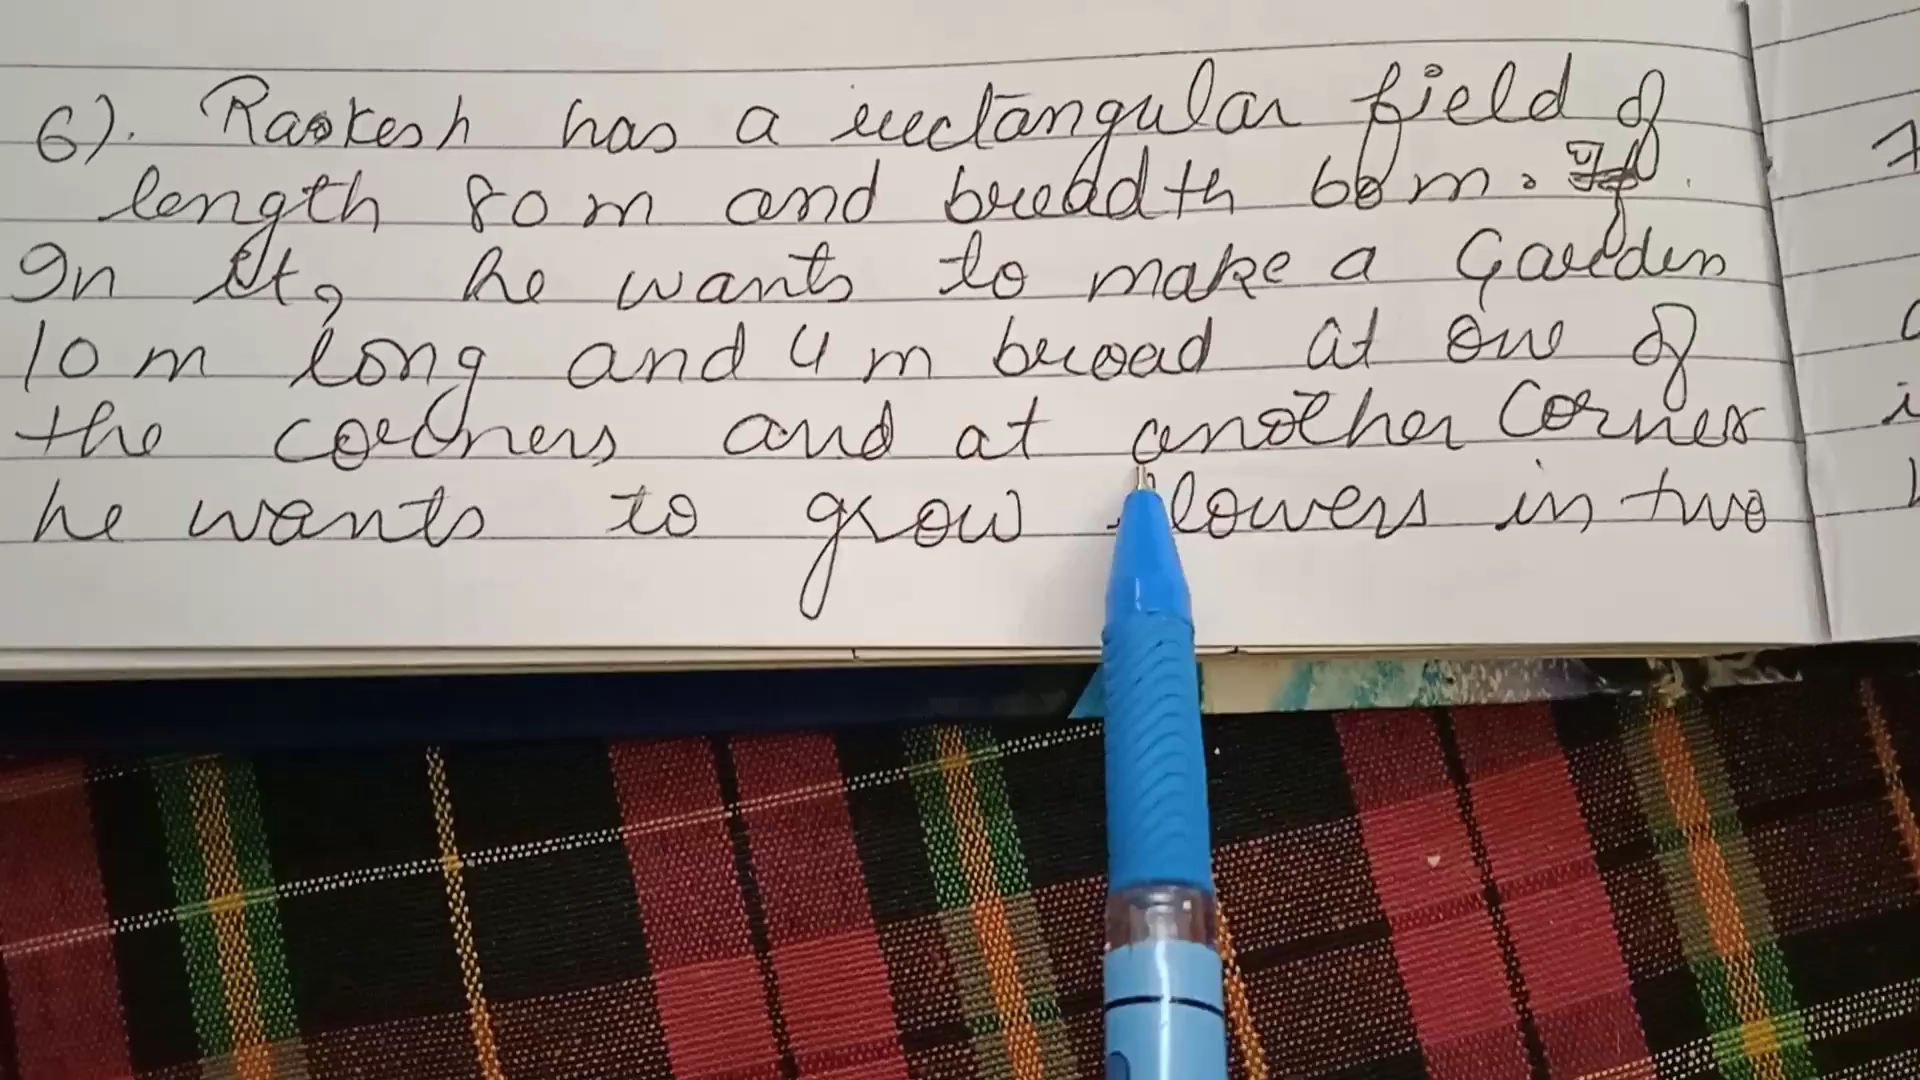 6). Raokesh has a rectangular field of
length 80 m and breadth 60 m.
In it, he wants to make a Garden
10 m long and 4 m broad at one of
the corners and at another Corner
he wants to grow flowers in two